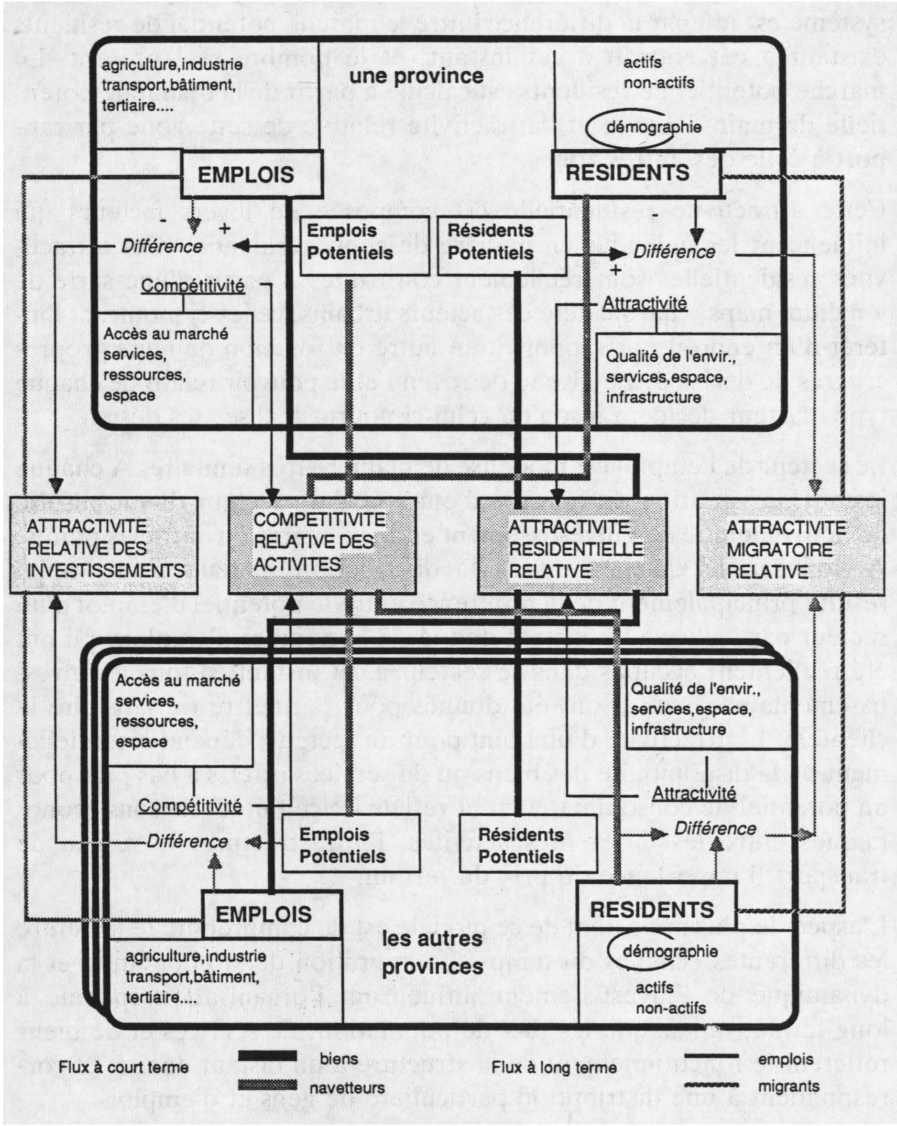 agriculture,industrie
transport,bâtiment,
tertiaire....
une province
actifs
non-actifs
démographie
EMPLOIS
RESIDENTS
+
Différence
Emplois
Potentiels
Résidents
Potentiels
Différence
Compétitivité
Attractivité
Accès au marché
services,
resources,
espace
Qualité de l'envir.,
services,espace,
infrastructure
ATTRACTIVITE
RELATIVE DES
INVESTISSEMENTS
COMPETITIVITE
RELATIVE DES
ACTIVITES
ATTRACTIVITE
RESIDENTIELLE
RELATIVE
ATTRACTIVITE
MIGRATOIRE
RELATIVE
Accès au marché
services,
ressources,
espace
Qualité de l'envir.,
services,espace,
infrastructure
Compétitivité
Attractivité
Différence
Emplois
Potentiels
Résidents
Potentiels
Différence
EMPLOIS
RESIDENTS
agriculture,industrie
transport,bâtiment,
tertiaire....
les autres
provinces
démographie
actifs
non-actifs
Flux à court terme
biens
navetteurs
Flux à long terme
emplois
migrants